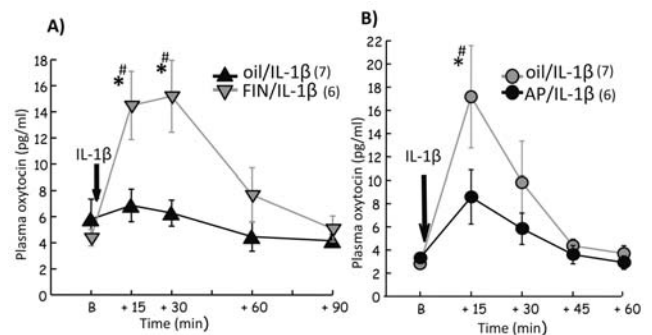 A)
*# *#
oil/IL-1β (7)
FIN/IL-1β (6)
Plasma oxytocin (pg/ml)
18
16
14
12
10
8
6
4
2
0
IL-1β
B + 15 + 30 + 60 + 90
Time (min)
B)
*#
oil/IL-1β (7)
AP/IL-1β (6)
Plasma oxytocin (pg/ml)
22
20
18
16
14
12
10
8
6
4
2
0
IL-1β
B + 15 + 30 + 45 + 60
Time (min)